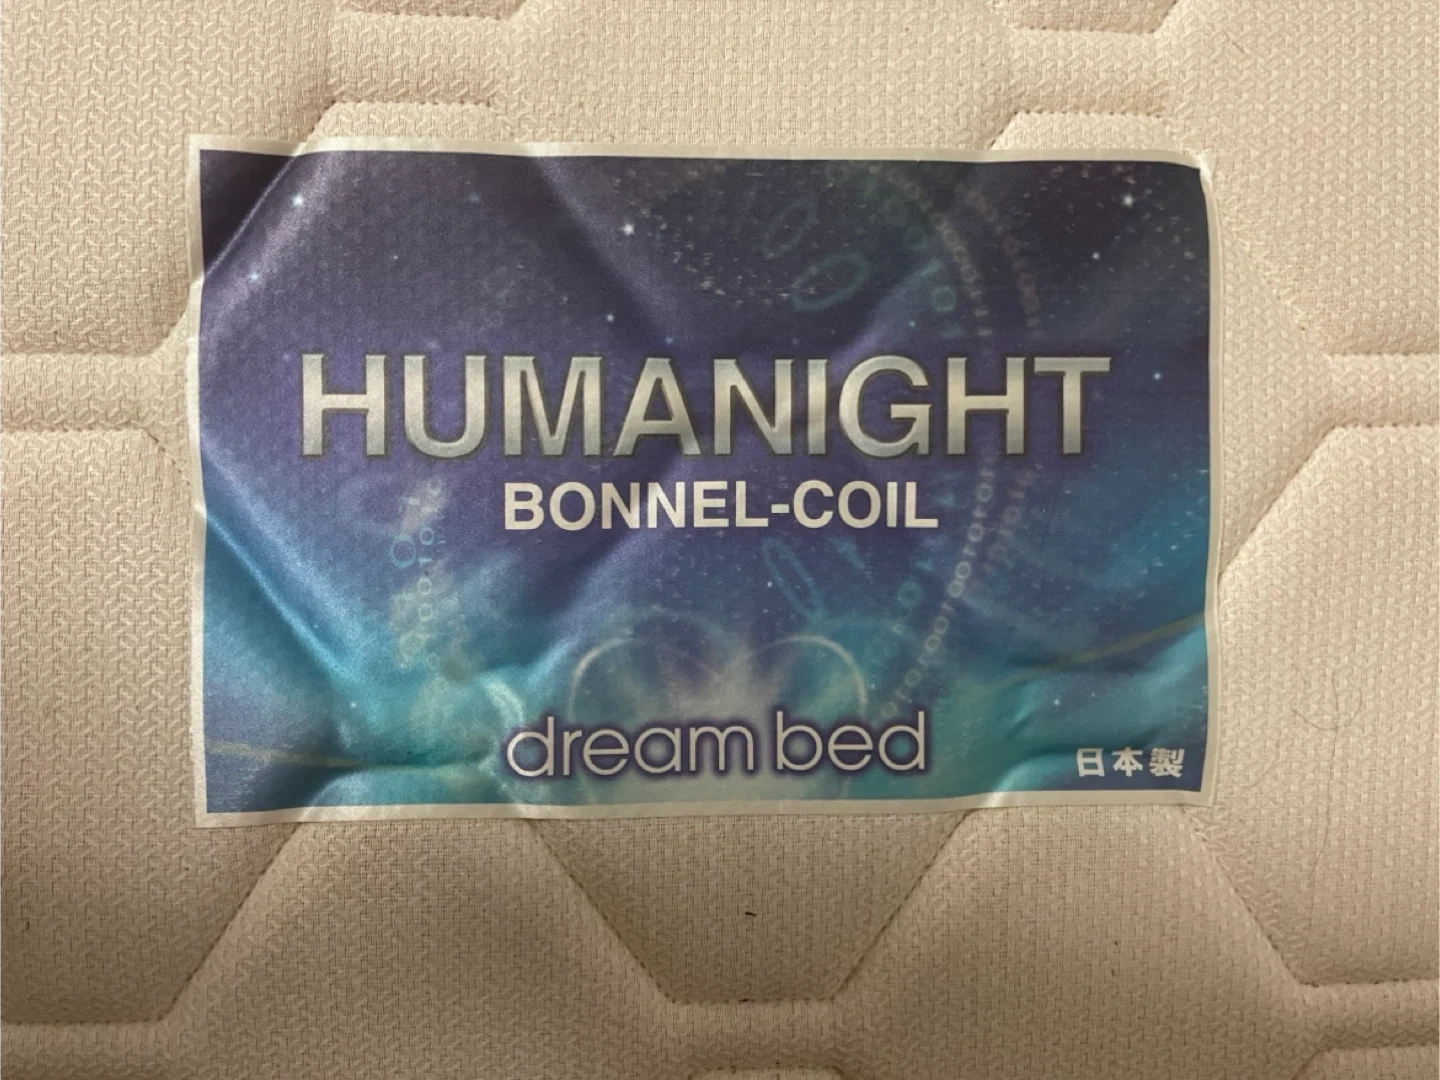 HUMANIGHT
BONNEL-COIL
dream bed
日本製